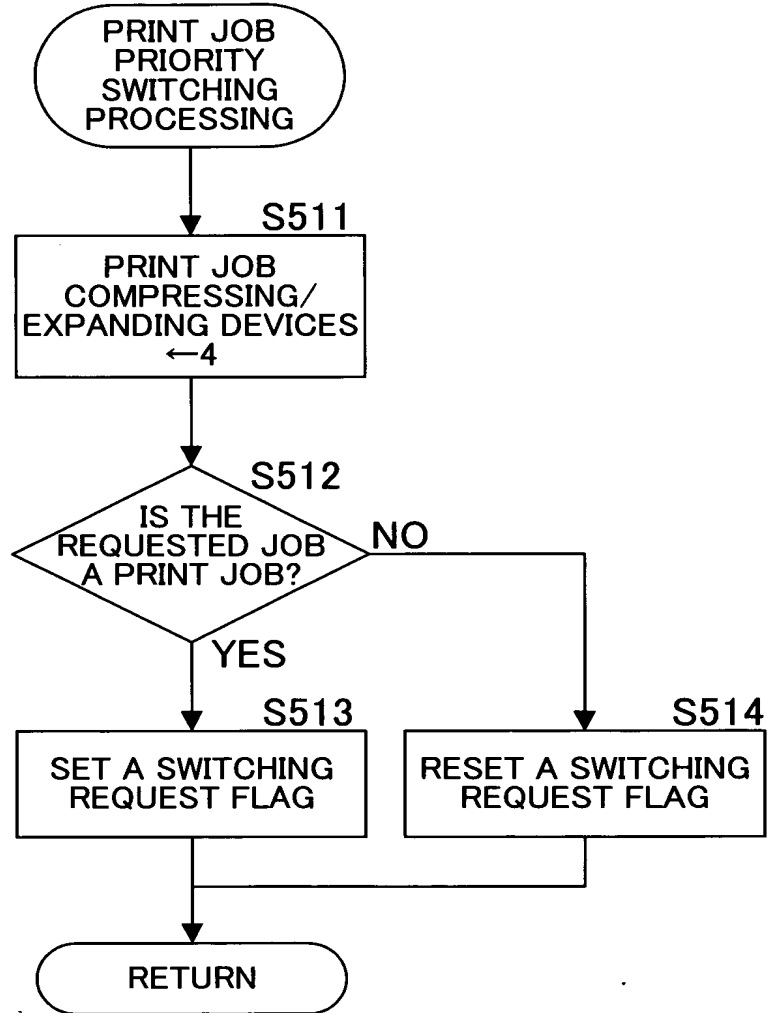 PRINT JOB
PRIORITY
SWITCHING
PROCESSING
S511
PRINT JOB
COMPRESSING/
EXPANDING DEVICES
←4
S512
IS THE
REQUESTED JOB
A PRINT JOB?
NO
YES
S513
SET A SWITCHING
REQUEST FLAG
S514
RESET A SWITCHING
REQUEST FLAG
RETURN